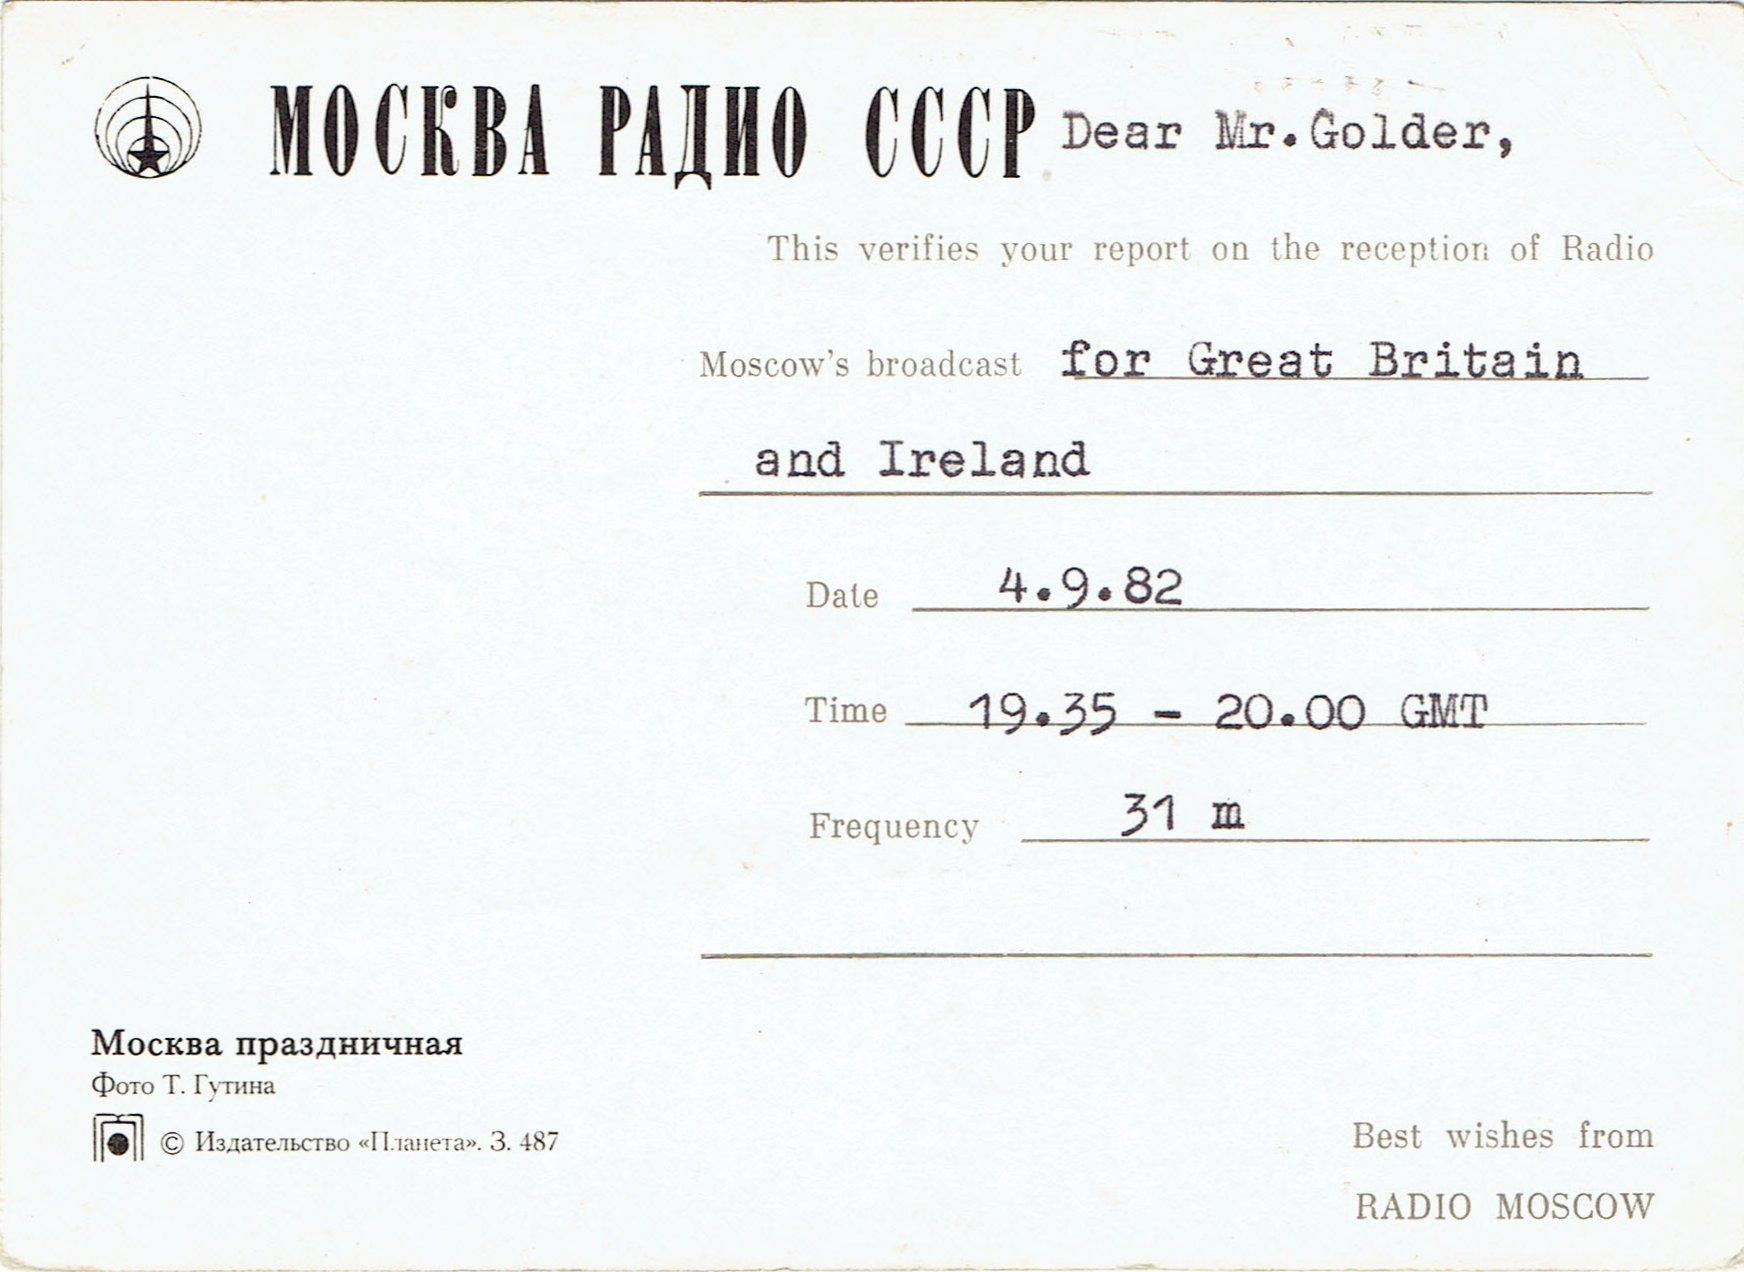 МОСКВА РАДИО СССР Dear Mr.Golder,
This verifies your report on the reception of Radio
Moscow's broadcast for Great Britain
and Ireland
Date 4.9.82
Time 19.35 - 20.00 GMT
Frequency 31 m
Москва праздничная
Фото Т. Гутина
© Издательство «Планета». З. 487
Best wishes from
RADIO MOSCOW